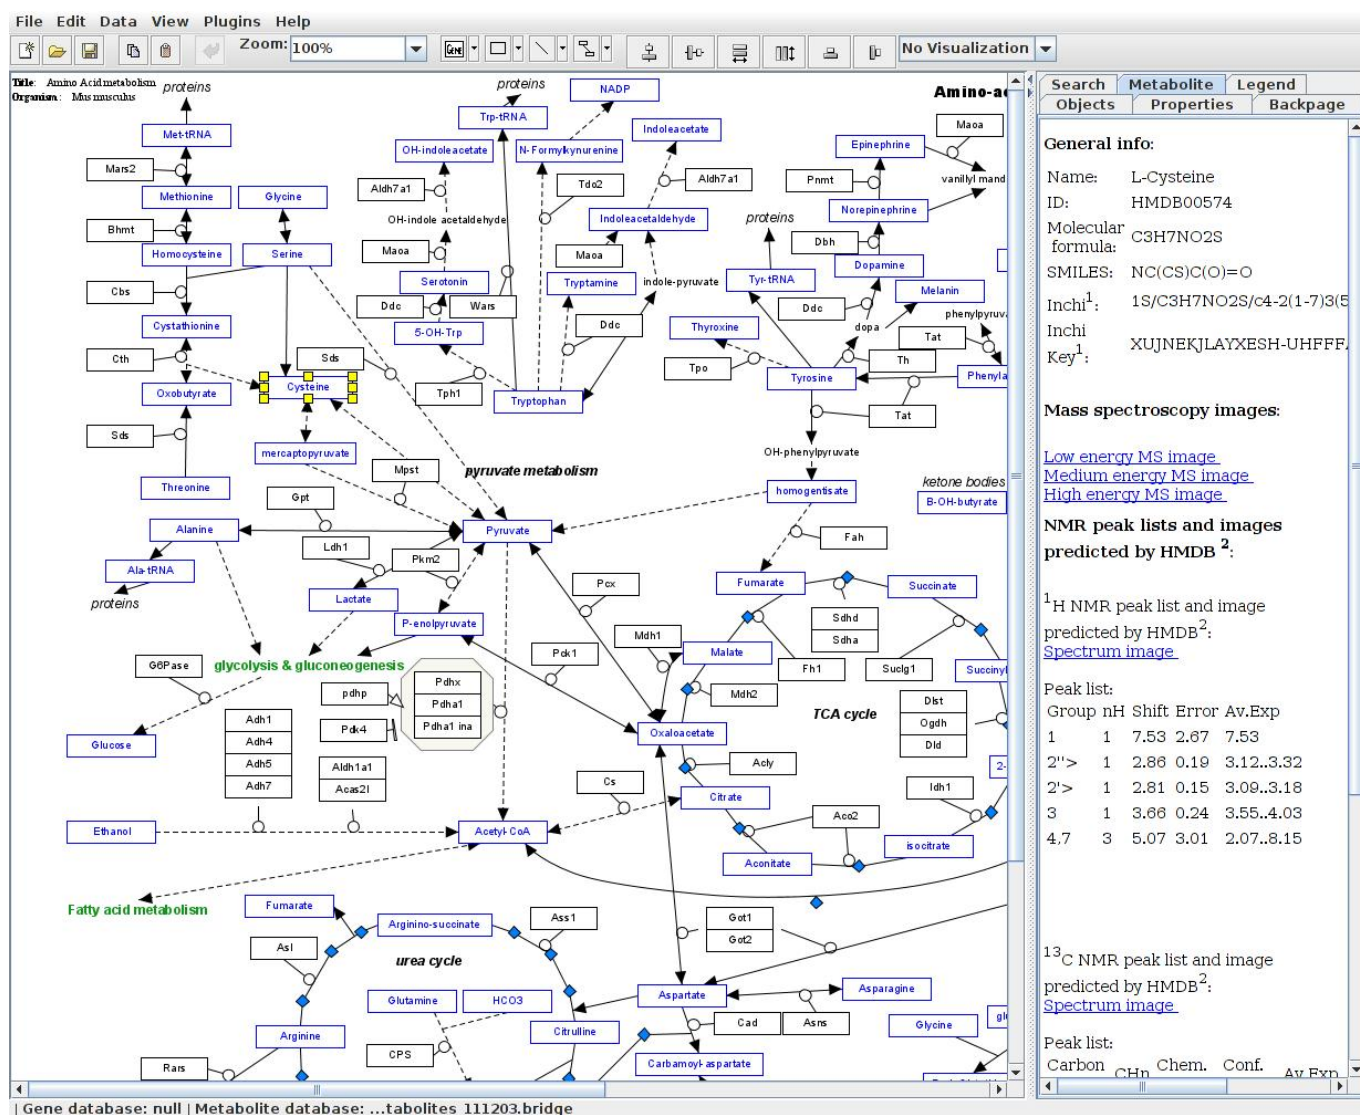 File Edit Data View Plugins Help
Zoom: 100%
Gene
No Visualization
Title: Amino Acid metabolism
Organism: Mus musculus
proteins
Met-tRNA
Mars2
Methionine
Glycine
Bhmt
Homocysteine
Serine
Cbs
Cystathionine
Cth
Sds
Cysteine
Oxobutyrate
Sds
mercaptopyruvate
Threonine
proteins
Trp-tRNA
NADP
Indoleacetate
OH-indoleacetate
N-Formylkynurenine
Aldh7a1
Tdo2
Aldh7a1
OH-indole acetaldehyde
Indoleacetaldehyde
Maoa
Maoa
Serotonin
Tryptamine
indole-pyruvate
Ddc
Wars
Ddc
5-OH-Trp
Tph1
Tryptophan
Amino-ac
Maoa
Epinephrine
Pnmt
vanillyl mand
Norepinephrine
proteins
Dbh
Tyr-tRNA
Dopamine
Melanin
Ddc
phenylpyruva
Thyroxine
dopa
Tat
Tpo
Th
Tyrosine
Phenyla
Tat
OH-phenylpyruvate
homogentisate
ketone bodies
B-OH-butyrate
Mpst
pyruvate metabolism
Gpt
Alanine
Pyruvate
Ldh1
Pkm2
Ala-tRNA
proteins
Lactate
P-enolpyruvate
Fah
Fumarate
Succinate
Pcx
Sdhd
Sdha
Mdh1
Malate
Fh1
Suclg1
Succinyl
Pck1
Mdh2
G6Pase
glycolysis & gluconeogenesis
pdhp
Pdk4
Pdhx
Pdha1
Pdha1 ina
TCA cycle
Dlst
Ogdh
Dld
Glucose
Adh1
Adh4
Adh5
Adh7
Aldh1a1
Acas2l
Oxaloacetate
Acly
2-
Cs
Citrate
Idh1
Aco2
Ethanol
Acetyl-CoA
isocitrate
Aconitate
Fatty acid metabolism
Fumarate
Arginino-succinate
Ass1
Asl
urea cycle
Got1
Got2
Glutamine
HCO3
Aspartate
Asparagine
Arginine
Citrulline
Cad
Asns
Glycine
CPS
Carbamoyl-aspartate
Rars
Search Metabolite Legend
Objects Properties Backpage
General info:
Name: L-Cysteine
ID: HMDB00574
Molecular formula: C3H7NO2S
SMILES: NC(CS)C(O)=O
Inchi1: 1S/C3H7NO2S/c4-2(1-7)3(5
Inchi Key1: XUJNEKJLAYXESH-UHFFFA
Mass spectroscopy images:
Low energy MS image
Medium energy MS image
High energy MS image
NMR peak lists and images
predicted by HMDB 2:
1H NMR peak list and image
predicted by HMDB2:
Spectrum image
Peak list:
Group nH Shift Error Av.Exp
1 1 7.53 2.67 7.53
2''> 1 2.86 0.19 3.12..3.32
2'> 1 2.81 0.15 3.09..3.18
3 1 3.66 0.24 3.55..4.03
4,7 3 5.07 3.01 2.07..8.15
13C NMR peak list and image
predicted by HMDB2:
Spectrum image
Peak list:
Carbon CHn Chem. Conf. Av.Exp
| Gene database: null | Metabolite database: ...tabolites_111203.bridge